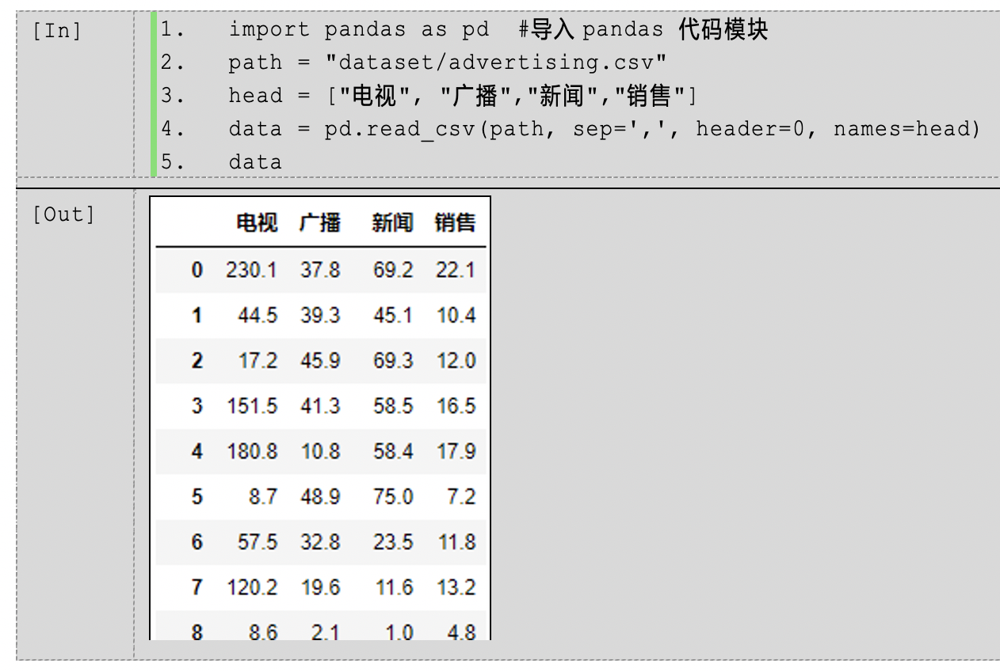 [In]
1. import pandas as pd #导入 pandas 代码模块
2. path = "dataset/advertising.csv"
3. head = ["电视", "广播","新闻","销售"]
4. data = pd.read_csv(path, sep=',', header=0, names=head)
5. data
[Out]
电视 广播 新闻 销售
0 230.1 37.8 69.2 22.1
1 44.5 39.3 45.1 10.4
2 17.2 45.9 69.3 12.0
3 151.5 41.3 58.5 16.5
4 180.8 10.8 58.4 17.9
5 8.7 48.9 75.0 7.2
6 57.5 32.8 23.5 11.8
7 120.2 19.6 11.6 13.2
8 8.6 2.1 1.0 4.8